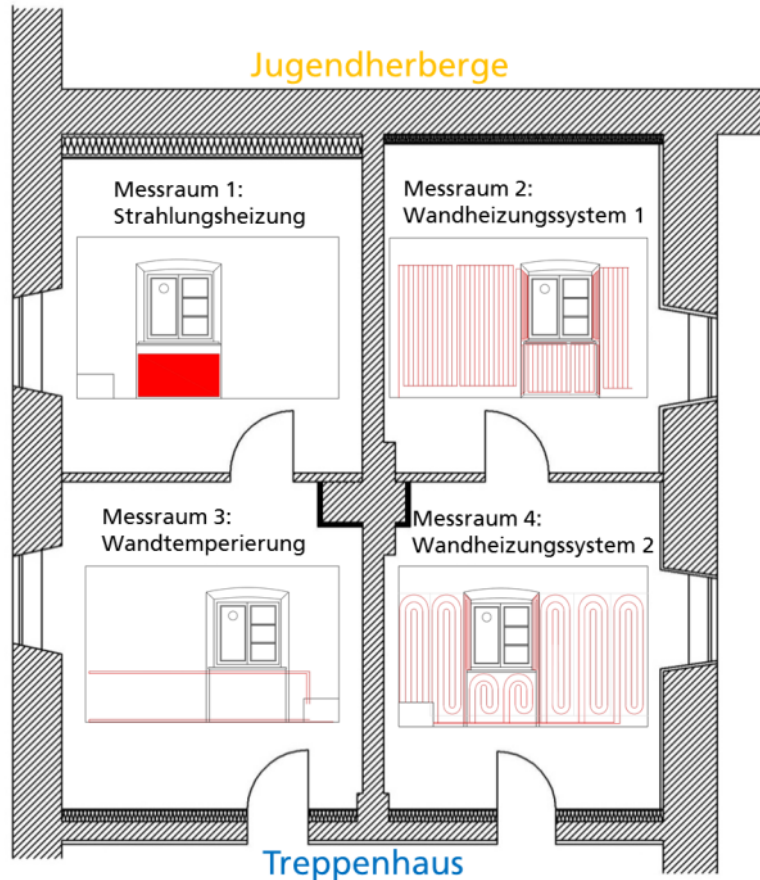 Jugendherberge
Messraum 1:
Strahlungsheizung
Messraum 2:
Wandheizungssystem 1
Messraum 3:
Wandtemperierung
Messraum 4:
Wandheizungssystem 2
Treppenhaus